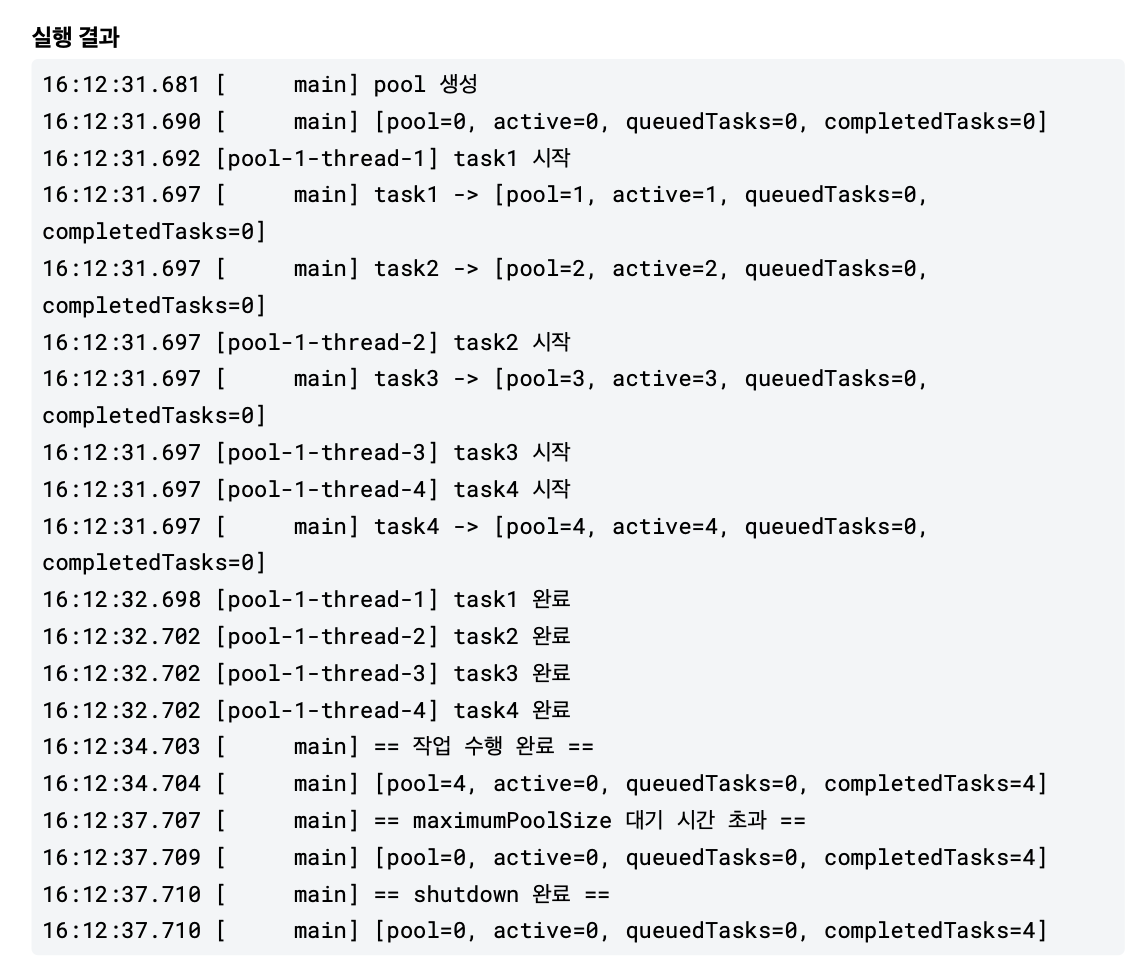 실행 결과
16:12:31.681 [     main] pool 생성
16:12:31.690 [     main] [pool=0, active=0, queuedTasks=0, completedTasks=0]
16:12:31.692 [pool-1-thread-1] task1 시작
16:12:31.697 [     main] task1 -> [pool=1, active=1, queuedTasks=0,
completedTasks=0]
16:12:31.697 [     main] task2 -> [pool=2, active=2, queuedTasks=0,
completedTasks=0]
16:12:31.697 [pool-1-thread-2] task2 시작
16:12:31.697 [     main] task3 -> [pool=3, active=3, queuedTasks=0,
completedTasks=0]
16:12:31.697 [pool-1-thread-3] task3 시작
16:12:31.697 [pool-1-thread-4] task4 시작
16:12:31.697 [     main] task4 -> [pool=4, active=4, queuedTasks=0,
completedTasks=0]
16:12:32.698 [pool-1-thread-1] task1 완료
16:12:32.702 [pool-1-thread-2] task2 완료
16:12:32.702 [pool-1-thread-3] task3 완료
16:12:32.702 [pool-1-thread-4] task4 완료
16:12:34.703 [     main] == 작업 수행 완료 ==
16:12:34.704 [     main] [pool=4, active=0, queuedTasks=0, completedTasks=4]
16:12:37.707 [     main] == maximumPoolSize 대기 시간 초과 ==
16:12:37.709 [     main] [pool=0, active=0, queuedTasks=0, completedTasks=4]
16:12:37.710 [     main] == shutdown 완료 ==
16:12:37.710 [     main] [pool=0, active=0, queuedTasks=0, completedTasks=4]